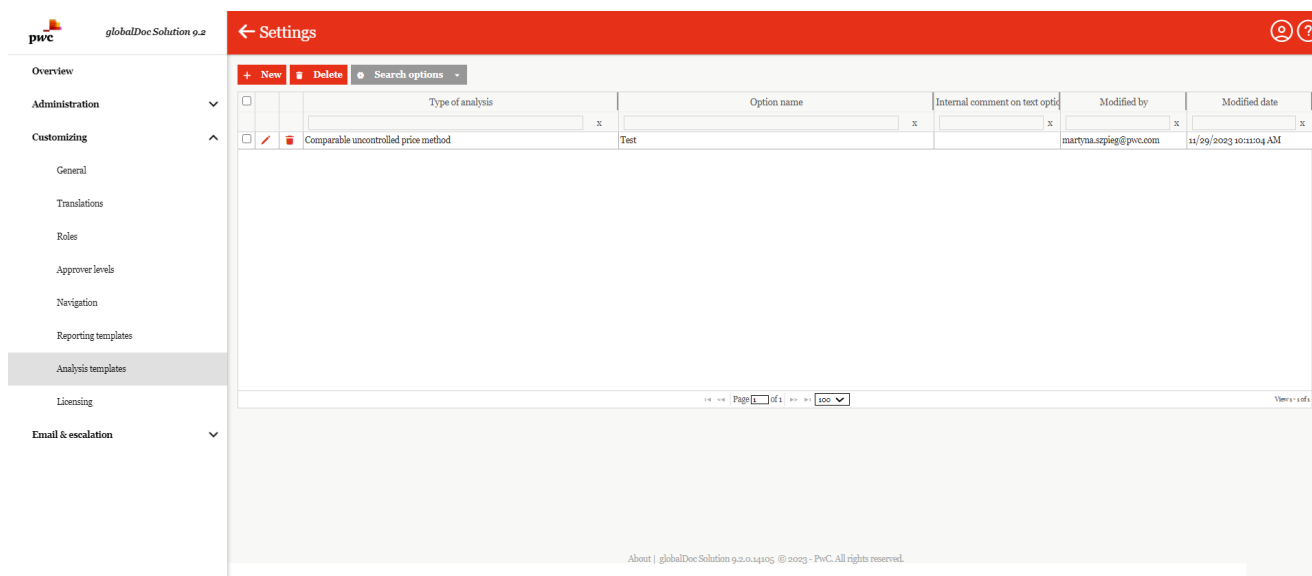 pwc
globalDoc Solution 9.2
Settings
Overview
Administration
Customizing
General
Translations
Roles
Approver levels
Navigation
Reporting templates
Analysis templates
Licensing
Email & escalation
+ New Delete Search options
Type of analysis Option name Internal comment on text optio Modified by Modified date
x x x x x
Comparable uncontrolled price method Test martyna.szpieg@pwc.com 11/29/2023 10:11:04 AM
Page 1 of 1 100 View 1 - 1 of 1
About | globalDoc Solution 9.2.0.14105 © 2023 - PwC. All rights reserved.